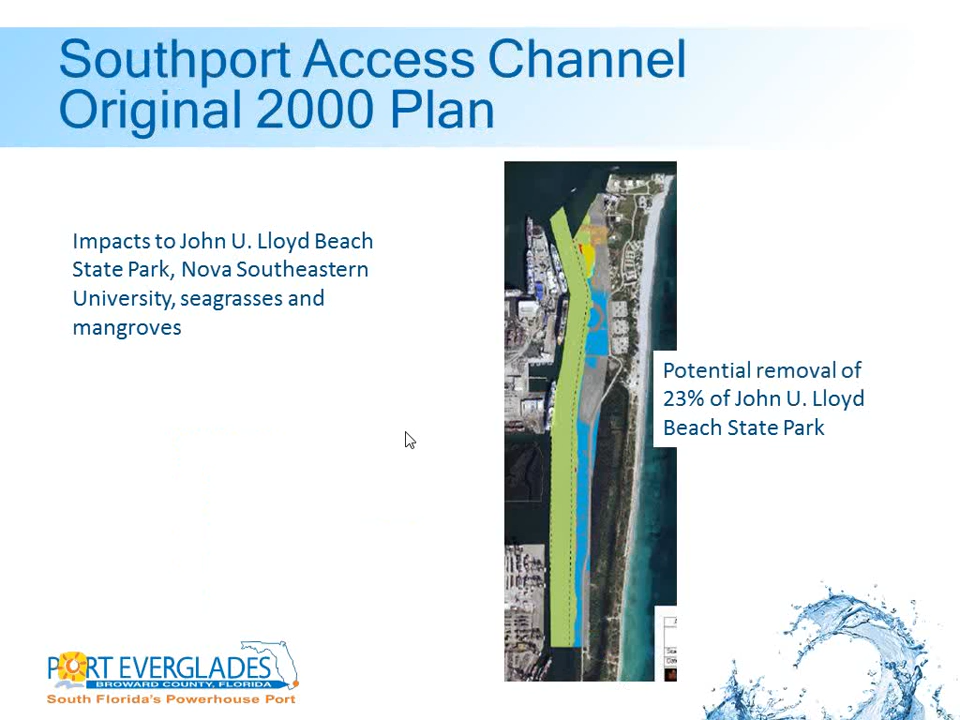 Southport Access Channel
Original 2000 Plan
Impacts to John U. Lloyd Beach
State Park, Nova Southeastern
University, seagrasses and
mangroves
Potential removal of
23% of John U. Lloyd
Beach State Park
PORT EVERGLADES
BROWARD COUNTY, FLORIDA
South Florida's Powerhouse Port